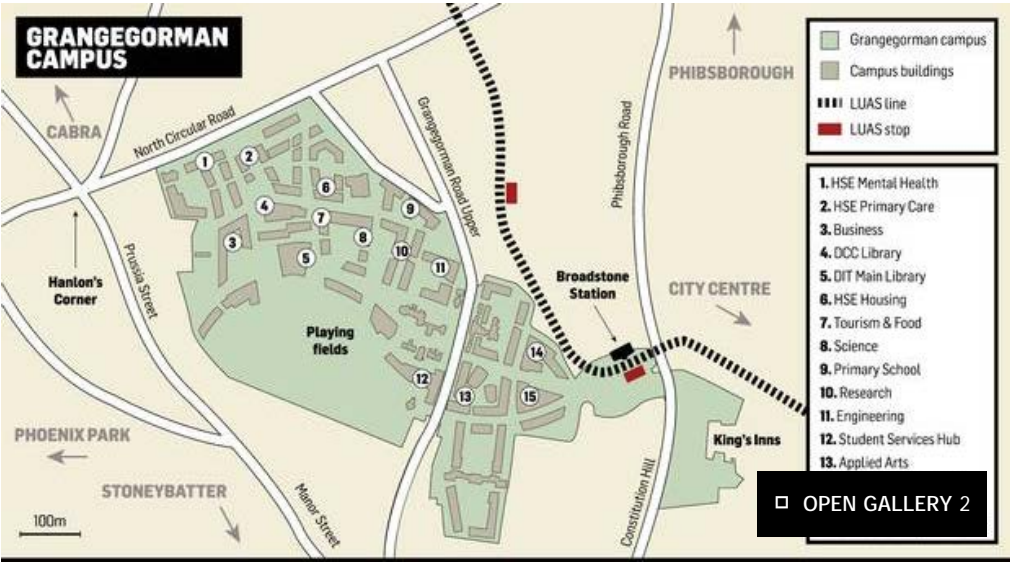 GRANGEGORMAN
CAMPUS
CABRA
North Circular Road
Grangegorman Road Upper
Phibsborough Road
PHIBSBOROUGH
Hanlon's
Corner
Prussia Street
Broadstone
Station
CITY CENTRE
Playing
fields
PHOENIX PARK
STONEYBATTER
Manor Street
Constitution Hill
King's Inns
100m
1
2
3
4
5
6
7
8
9
10
11
12
13
14
15
Grangegorman campus
Campus buildings
LUAS line
LUAS stop
1. HSE Mental Health
2. HSE Primary Care
3. Business
4. DCC Library
5. DIT Main Library
6. HSE Housing
7. Tourism & Food
8. Science
9. Primary School
10. Research
11. Engineering
12. Student Services Hub
13. Applied Arts
OPEN GALLERY 2